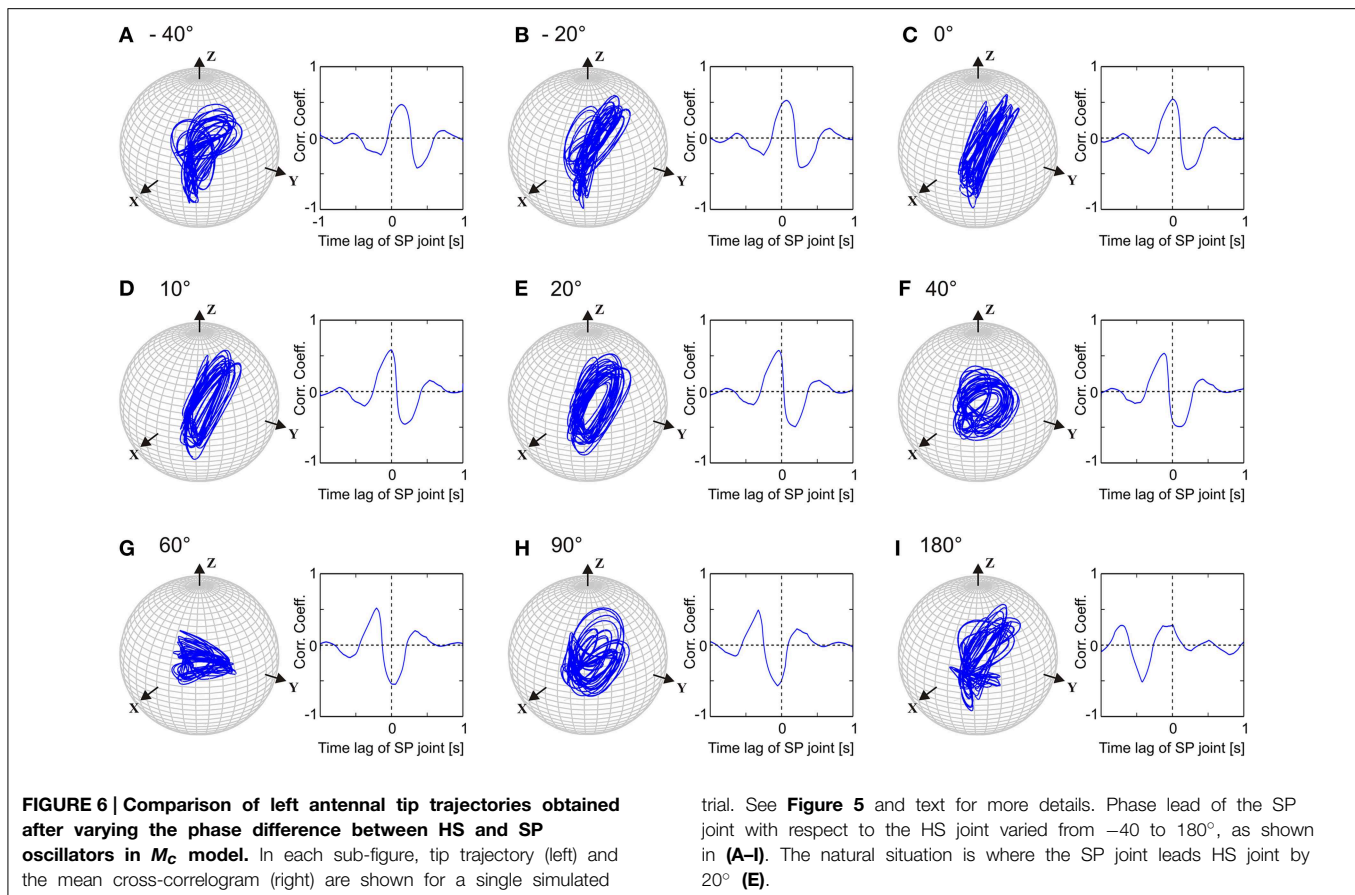 A - 40°
Z
X
Y
Corr. Coeff.
1
0
-1
-1 0 1
Time lag of SP joint [s]
B - 20°
Z
X
Y
Corr. Coeff.
1
0
-1
0 1
Time lag of SP joint [s]
C 0°
Z
X
Y
Corr. Coeff.
1
0
-1
0 1
Time lag of SP joint [s]
D 10°
Z
X
Y
Corr. Coeff.
1
0
-1
0 1
Time lag of SP joint [s]
E 20°
Z
X
Y
Corr. Coeff.
1
0
-1
0 1
Time lag of SP joint [s]
F 40°
Z
X
Y
Corr. Coeff.
1
0
-1
0 1
Time lag of SP joint [s]
G 60°
Z
X
Y
Corr. Coeff.
1
0
-1
0 1
Time lag of SP joint [s]
H 90°
Z
X
Y
Corr. Coeff.
1
0
-1
0 1
Time lag of SP joint [s]
I 180°
Z
X
Y
Corr. Coeff.
1
0
-1
0 1
Time lag of SP joint [s]
FIGURE 6 | Comparison of left antennal tip trajectories obtained
after varying the phase difference between HS and SP
oscillators in Mc model. In each sub-figure, tip trajectory (left) and
the mean cross-correlogram (right) are shown for a single simulated
trial. See Figure 5 and text for more details. Phase lead of the SP
joint with respect to the HS joint varied from −40 to 180°, as shown
in (A–I). The natural situation is where the SP joint leads HS joint by
20° (E).